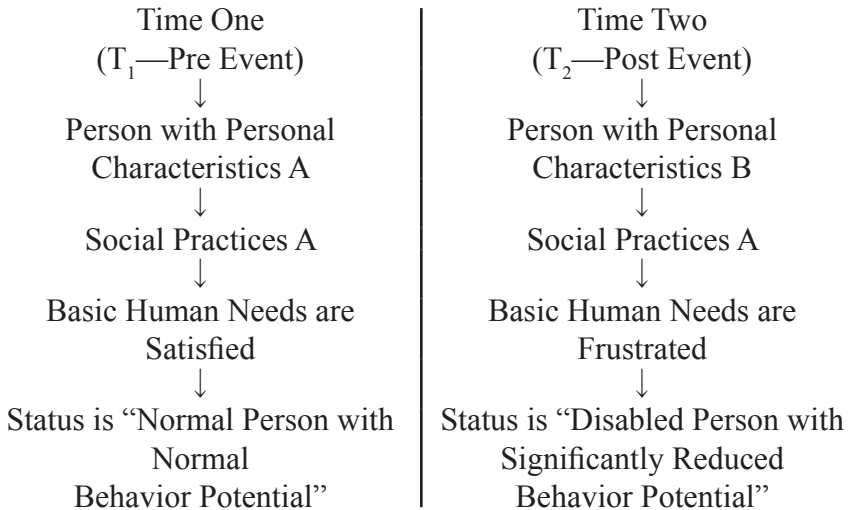 Time One
(T₁—Pre Event)
↓
Person with Personal
Characteristics A
↓
Social Practices A
↓
Basic Human Needs are
Satisfied
↓
Status is “Normal Person with
Normal
Behavior Potential”
Time Two
(T₂—Post Event)
↓
Person with Personal
Characteristics B
↓
Social Practices A
↓
Basic Human Needs are
Frustrated
↓
Status is “Disabled Person with
Significantly Reduced
Behavior Potential”